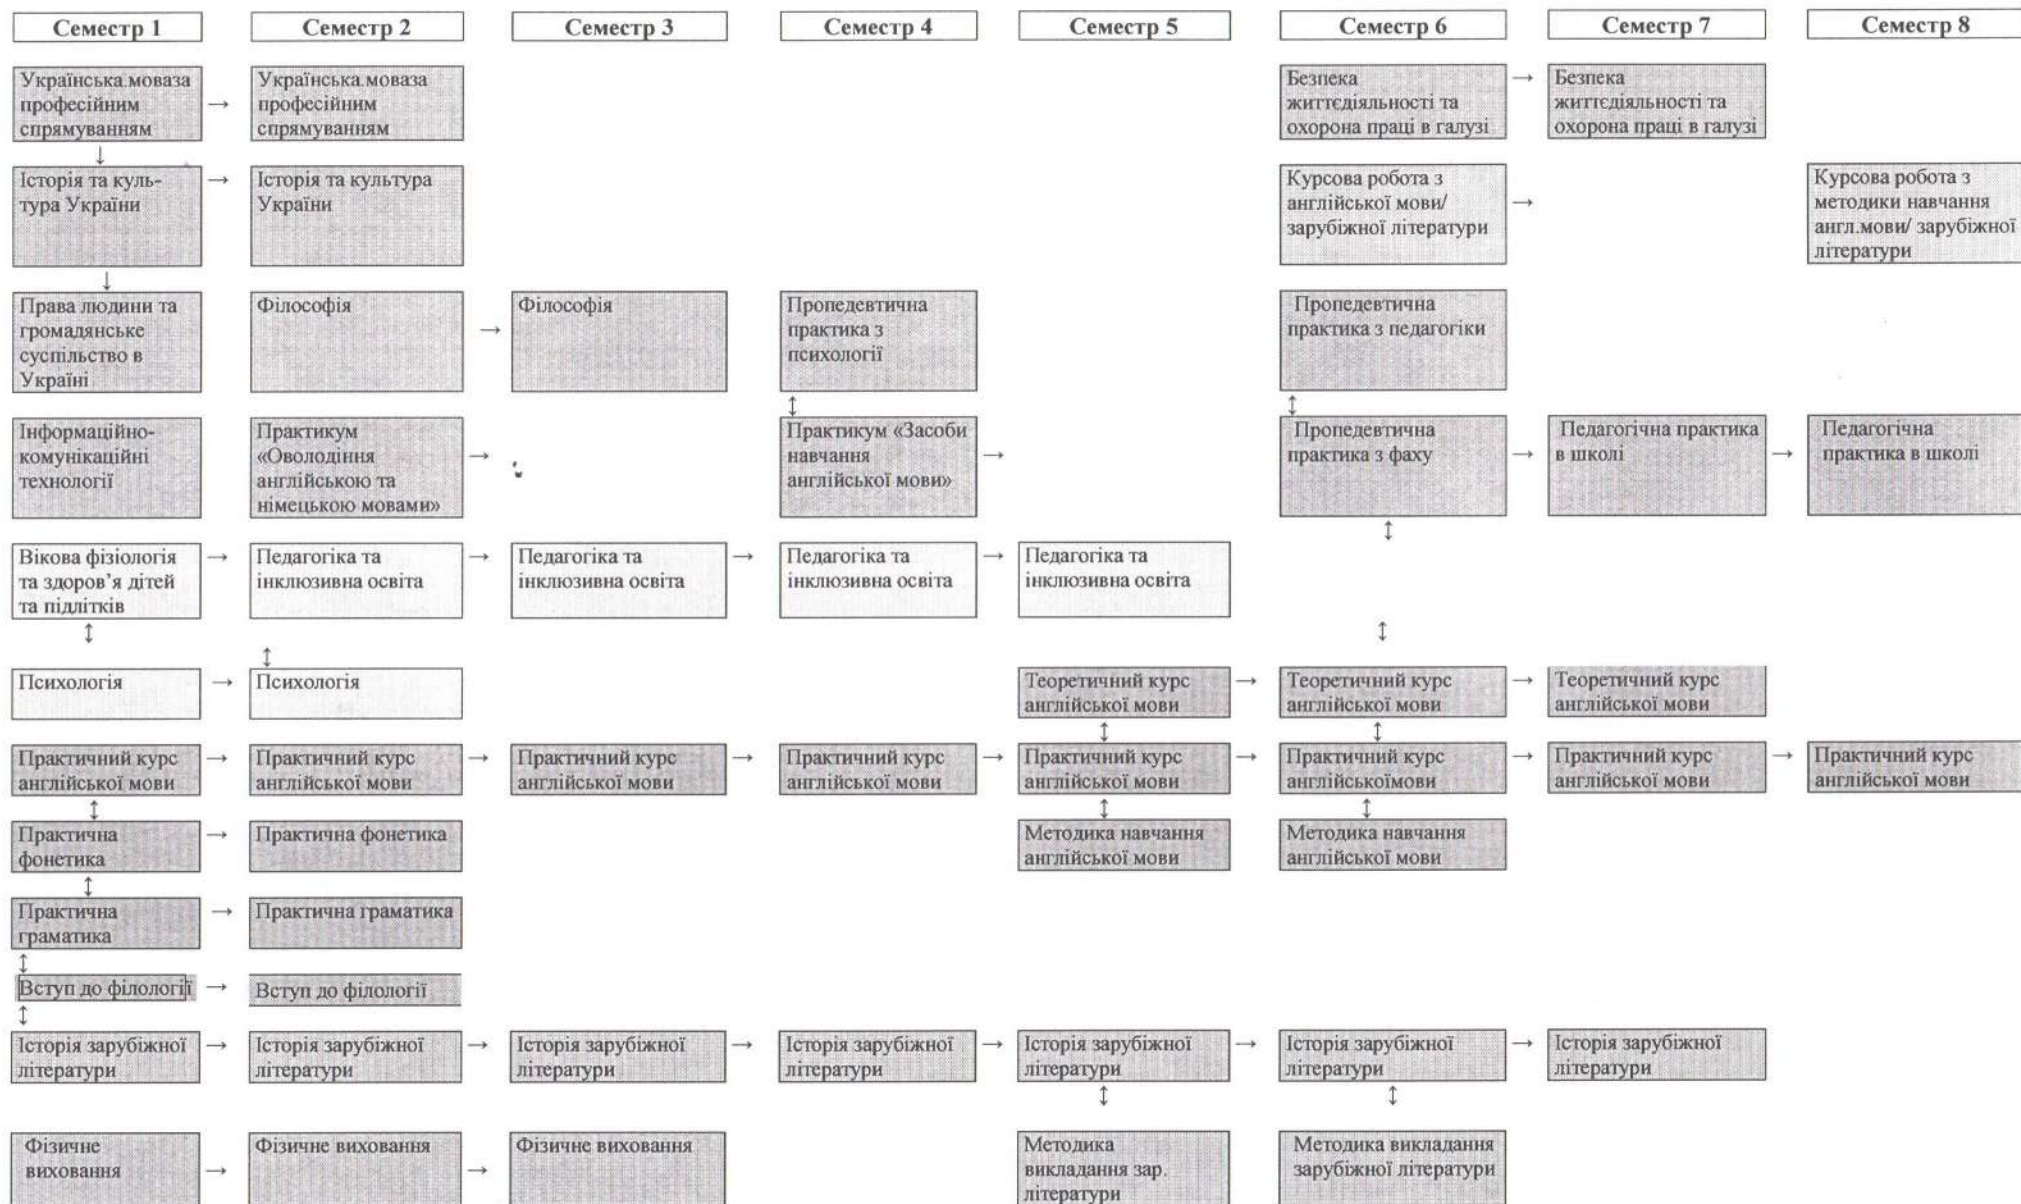 Семестр 1
Семестр 2
Семестр 3
Семестр 4
Семестр 5
Семестр 6
Семестр 7
Семестр 8
Українська.моваза
професійним
спрямуванням
→
Українська.моваза
професійним
спрямуванням
Безпека
життєдіяльності та
охорона праці в галузі
→
Безпека
життєдіяльності та
охорона праці в галузі
↓
Історія та куль-
тура України
→
Історія та культура
України
Курсова робота з
англійської мови/
зарубіжної літератури
→
Курсова робота з
методики навчання
англ.мови/ зарубіжної
літератури
↓
Права людини та
громадянське
суспільство в
Україні
Філософія
→
Філософія
Пропедевтична
практика з
психології
Пропедевтична
практика з педагогіки
↕
↕
Інформаційно-
комунікаційні
технології
Практикум
«Оволодіння
англійською та
німецькою мовами»
→
Практикум «Засоби
навчання
англійської мови»
→
Пропедевтична
практика з фаху
→
Педагогічна практика
в школі
→
Педагогічна
практика в школі
↕
Вікова фізіологія
та здоров’я дітей
та підлітків
→
Педагогіка та
інклюзивна освіта
→
Педагогіка та
інклюзивна освіта
→
Педагогіка та
інклюзивна освіта
→
Педагогіка та
інклюзивна освіта
↕
↕
↕
Психологія
→
Психологія
Теоретичний курс
англійської мови
→
Теоретичний курс
англійської мови
→
Теоретичний курс
англійської мови
↕
↕
Практичний курс
англійської мови
→
Практичний курс
англійської мови
→
Практичний курс
англійської мови
→
Практичний курс
англійської мови
→
Практичний курс
англійської мови
→
Практичний курс
англійськоїмови
→
Практичний курс
англійської мови
→
Практичний курс
англійської мови
↕
↕
↕
Практична
фонетика
→
Практична фонетика
Методика навчання
англійської мови
Методика навчання
англійської мови
↕
Практична
граматика
→
Практична граматика
↕
Вступ до філології
→
Вступ до філології
↕
Історія зарубіжної
літератури
→
Історія зарубіжної
літератури
→
Історія зарубіжної
літератури
→
Історія зарубіжної
літератури
→
Історія зарубіжної
літератури
→
Історія зарубіжної
літератури
→
Історія зарубіжної
літератури
↕
↕
Фізичне
виховання
→
Фізичне виховання
→
Фізичне виховання
Методика
викладання зар.
літератури
Методика викладання
зарубіжної літератури